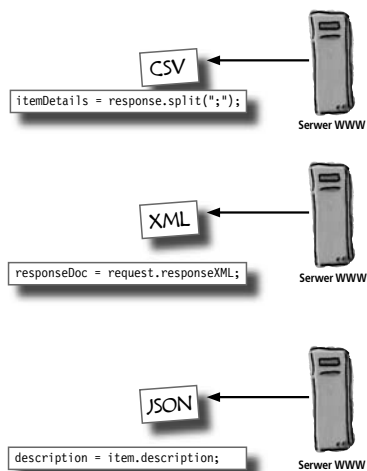 CSV
itemDetails = response.split(";");
Serwer WWW
XML
responseDoc = request.responseXML;
Serwer WWW
JSON
description = item.description;
Serwer WWW